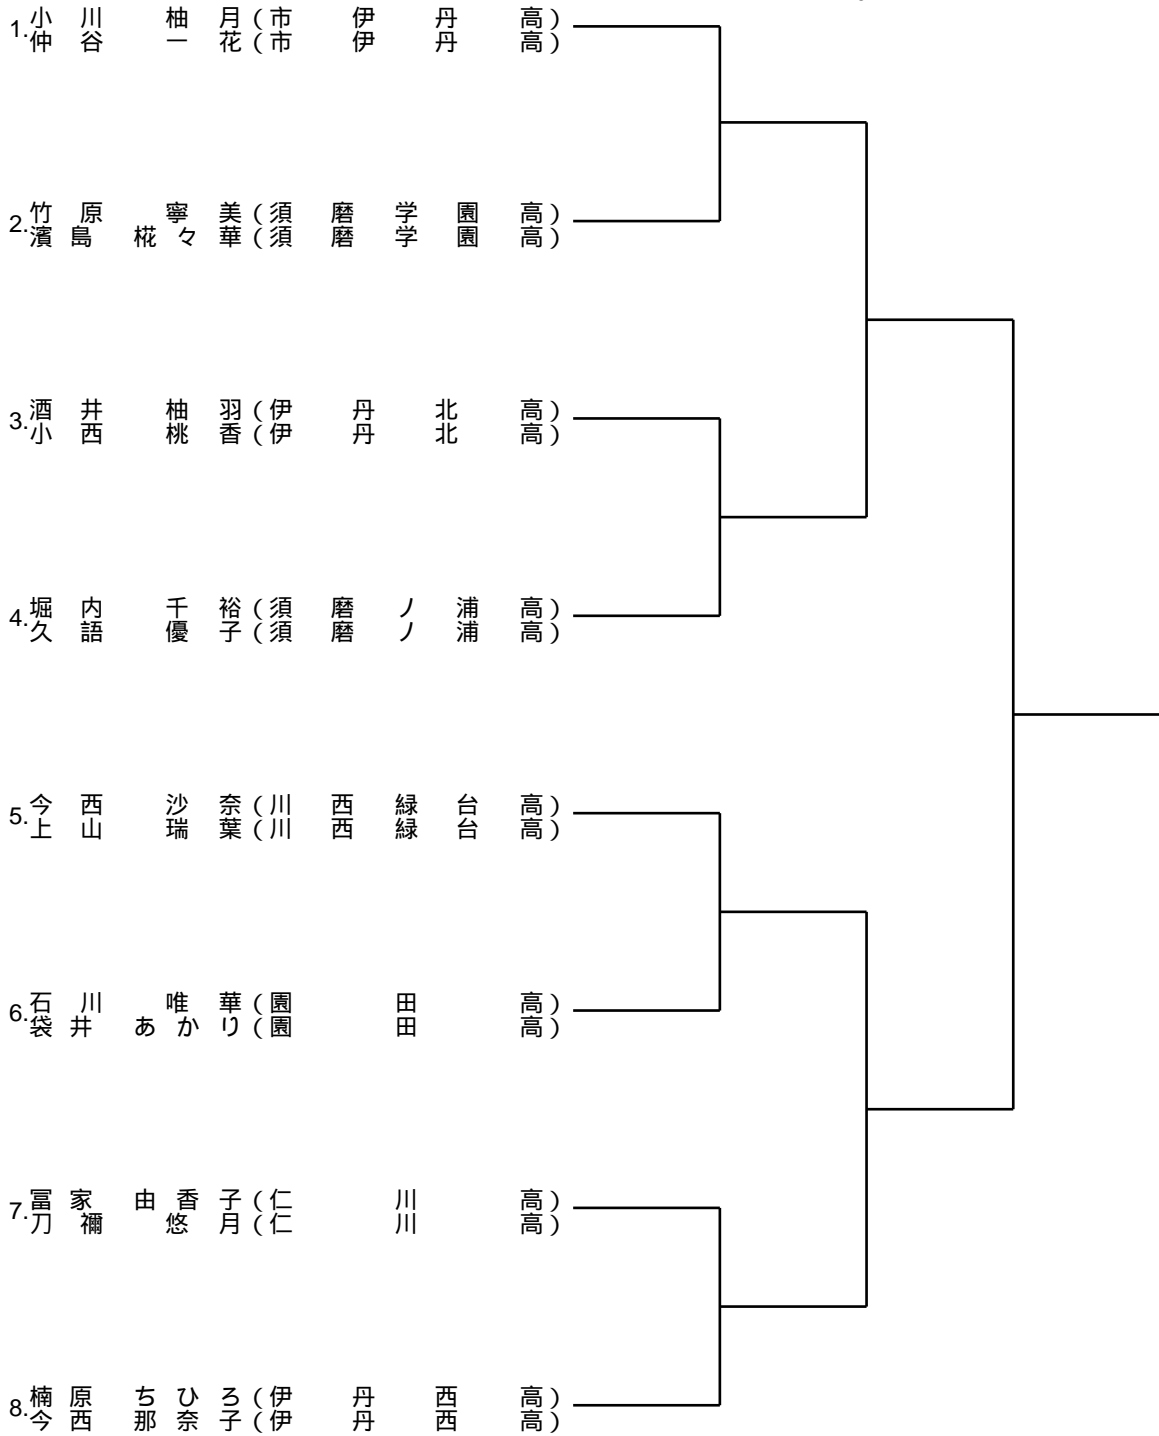 1.小川 柚月(市伊丹高)
仲谷 一花(市伊丹高)
2.竹原 寧美(須磨学園高)
濱島 椛々華(須磨学園高)
3.酒井 柚羽(伊丹北高)
小西 桃香(伊丹北高)
4.堀内 千裕(須磨ノ浦高)
久語 優子(須磨ノ浦高)
5.今西 沙奈(川西緑台高)
上山 瑞葉(川西緑台高)
6.石川 唯華(園田高)
袋井 あかり(園田高)
7.冨家 由香子(仁川高)
刀禰 悠月(仁川高)
8.楠原 ちひろ(伊丹西高)
今西 那奈子(伊丹西高)